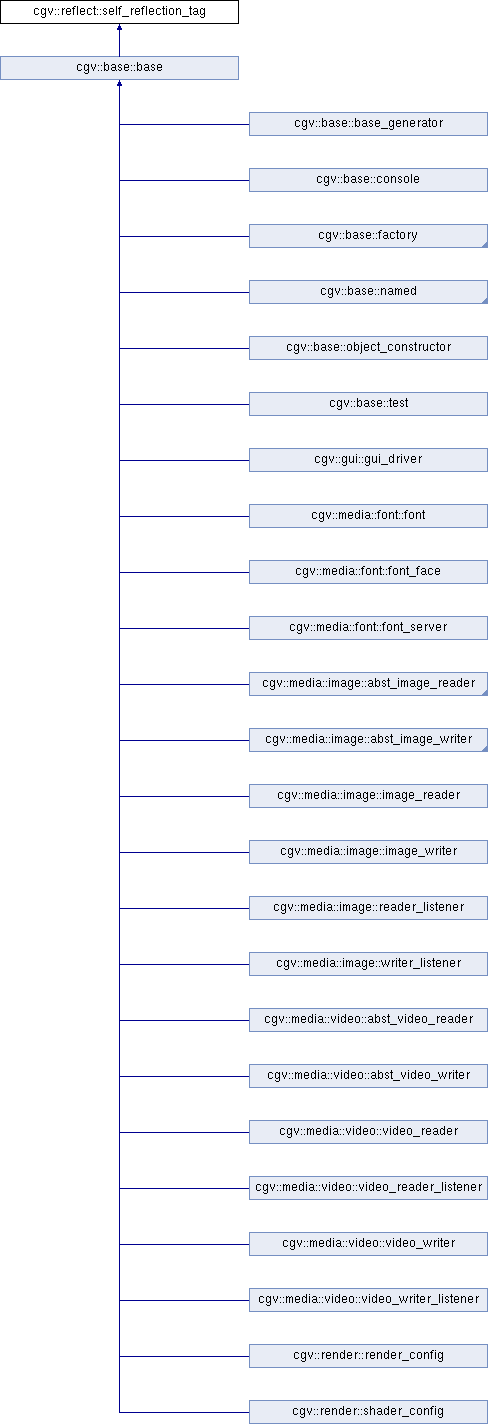 cgv::reflect::self_reflection_tag
cgv::base::base
cgv::base::base_generator
cgv::base::console
cgv::base::factory
cgv::base::named
cgv::base::object_constructor
cgv::base::test
cgv::gui::gui_driver
cgv::media::font::font
cgv::media::font::font_face
cgv::media::font::font_server
cgv::media::image::abst_image_reader
cgv::media::image::abst_image_writer
cgv::media::image::image_reader
cgv::media::image::image_writer
cgv::media::image::reader_listener
cgv::media::image::writer_listener
cgv::media::video::abst_video_reader
cgv::media::video::abst_video_writer
cgv::media::video::video_reader
cgv::media::video::video_reader_listener
cgv::media::video::video_writer
cgv::media::video::video_writer_listener
cgv::render::render_config
cgv::render::shader_config